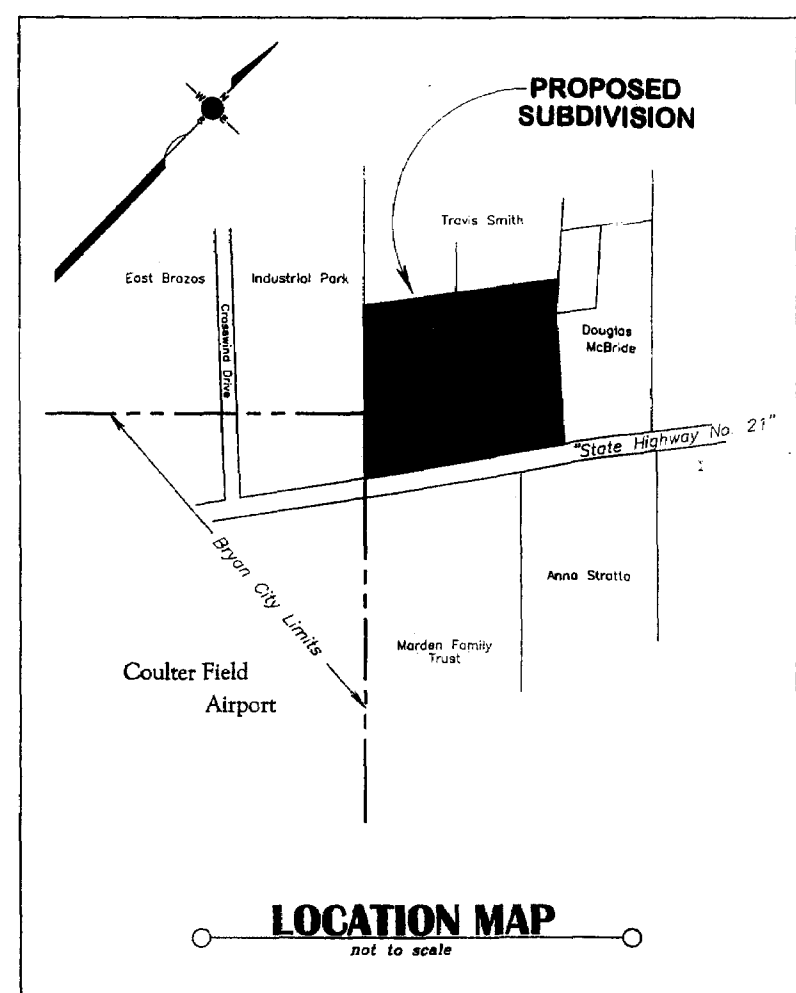 PROPOSED
SUBDIVISION
W
N
S
E
Travis Smith
East Brazos
Industrial Park
Crosswind Drive
Douglas
McBride
"State Highway No. 21"
Bryan City Limits
Anna Stratta
Marden Family
Trust
Coulter Field
Airport
LOCATION MAP
not to scale